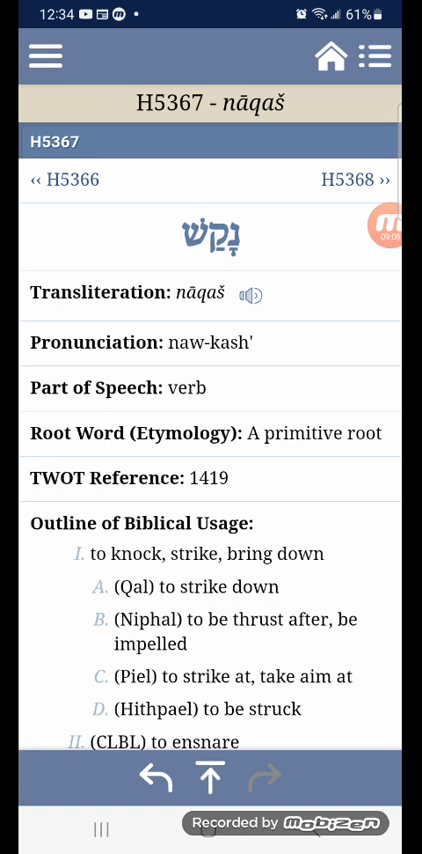 12:34 61%
H5367 - nāqaš
H5367
‹‹ H5366 H5368 ››
נָקַשׁ
09:08
Transliteration: nāqaš
Pronunciation: naw-kash'
Part of Speech: verb
Root Word (Etymology): A primitive root
TWOT Reference: 1419
Outline of Biblical Usage:
I. to knock, strike, bring down
A. (Qal) to strike down
B. (Niphal) to be thrust after, be
impelled
C. (Piel) to strike at, take aim at
D. (Hithpael) to be struck
II. (CLBL) to ensnare
Recorded by mobizen